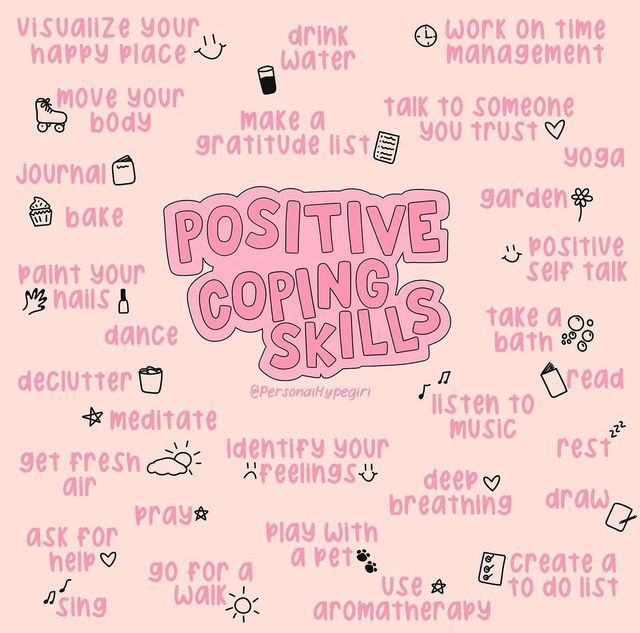 visualize your
happy place
drink
water
work on time
management
move your
body
make a
gratitude list
talk to someone
you trust
yoga
journal
garden
bake
POSITIVE
COPING
SKILLS
positive
self talk
paint your
nails
take a
bath
dance
declutter
@PersonalHypegirl
read
meditate
listen to
music
rest
get fresh
air
identify your
feelings
zzz
deep
breathing
draw
pray
ask for
help
play with
a pet
go for a
walk
create a
to do list
sing
use
aromatherapy